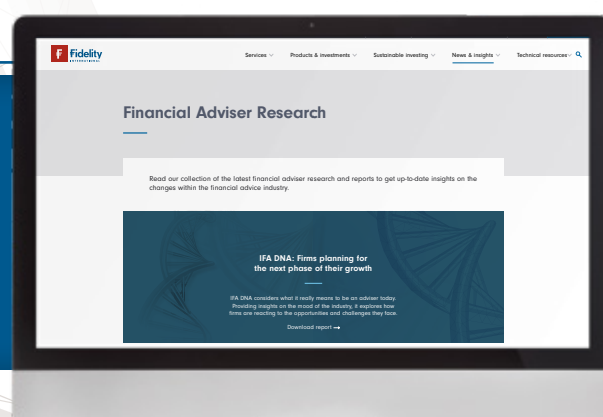 Fidelity
INTERNATIONAL
Services
Products & investments
Sustainable investing
News & insights
Technical resources
Financial Adviser Research
Read our collection of the latest financial adviser research and reports to get up-to-date insights on the
changes within the financial advice industry.
IFA DNA: Firms planning for
the next phase of their growth
IFA DNA considers what it really means to be an adviser today.
Providing insights on the mood of the industry, it explores how
firms are reacting to the opportunities and challenges they face.
Download report